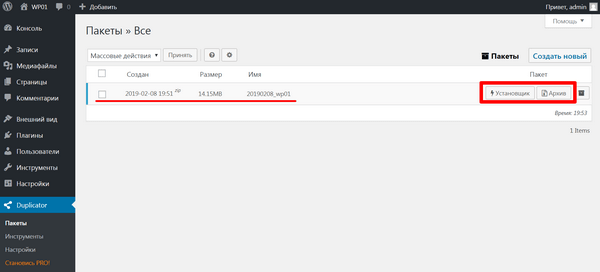 WP01 0 Добавить Привет, admin
Помощь
Консоль
Записи
Медиафайлы
Страницы
Комментарии
Внешний вид
Плагины
Пользователи
Инструменты
Настройки
Duplicator
Пакеты
Инструменты
Настройки
Становись PRO!
Пакеты » Все
Массовые действия Принять Пакеты Создать новый
Создан Размер Имя Пакет
2019-02-08 19:51 zip 14.15MB 20190208_wp01 Установщик Архив
Время: 19:53
1 Items